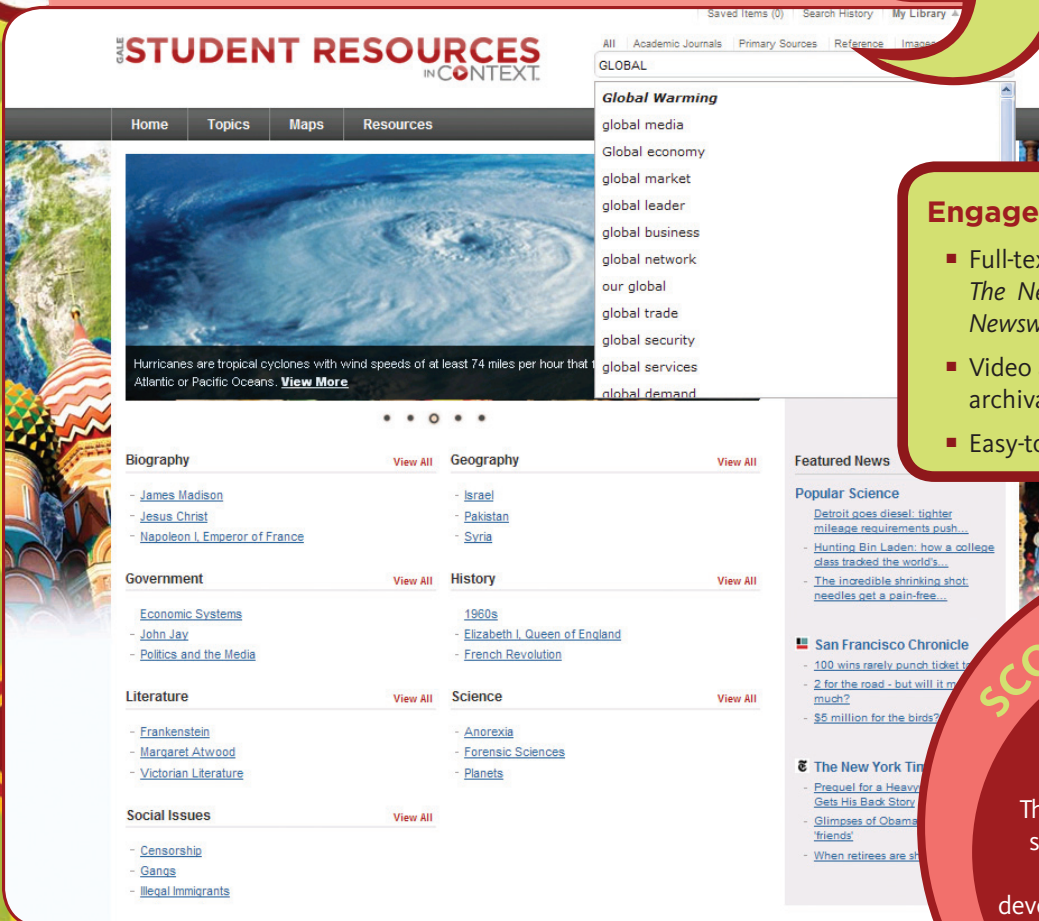 Saved Items (0) Search History My Library
GALE
STUDENT RESOURCES
IN CONTEXT
All Academic Journals Primary Sources Reference Images
GLOBAL
Global Warming
global media
Global economy
global market
global leader
global business
global network
our global
global trade
global security
global services
global demand
Home Topics Maps Resources
Hurricanes are tropical cyclones with wind speeds of at least 74 miles per hour that
Atlantic or Pacific Oceans. View More
Biography View All
- James Madison
- Jesus Christ
- Napoleon I, Emperor of France
Geography View All
- Israel
- Pakistan
- Syria
Government View All
Economic Systems
- John Jay
- Politics and the Media
History View All
1960s
- Elizabeth I, Queen of England
- French Revolution
Literature View All
- Frankenstein
- Margaret Atwood
- Victorian Literature
Science View All
- Anorexia
- Forensic Sciences
- Planets
Social Issues View All
- Censorship
- Gangs
- Illegal Immigrants
Featured News
Popular Science
Detroit goes diesel: tighter
mileage requirements push...
- Hunting Bin Laden: how a college
class tracked the world's...
- The incredible shrinking shot:
needles get a pain-free...
San Francisco Chronicle
- 100 wins rarely punch ticket
- 2 for the road - but will it
much?
- $5 million for the birds?
The New York
- Prequel for a Heavy
Gets His Back Story
- Glimpses of Obama
'friends'
- When retirees are
Engage
▪ Full-tex
The Ne
Newsw
▪ Video
archiva
▪ Easy-to
SCO
Th
s
deve